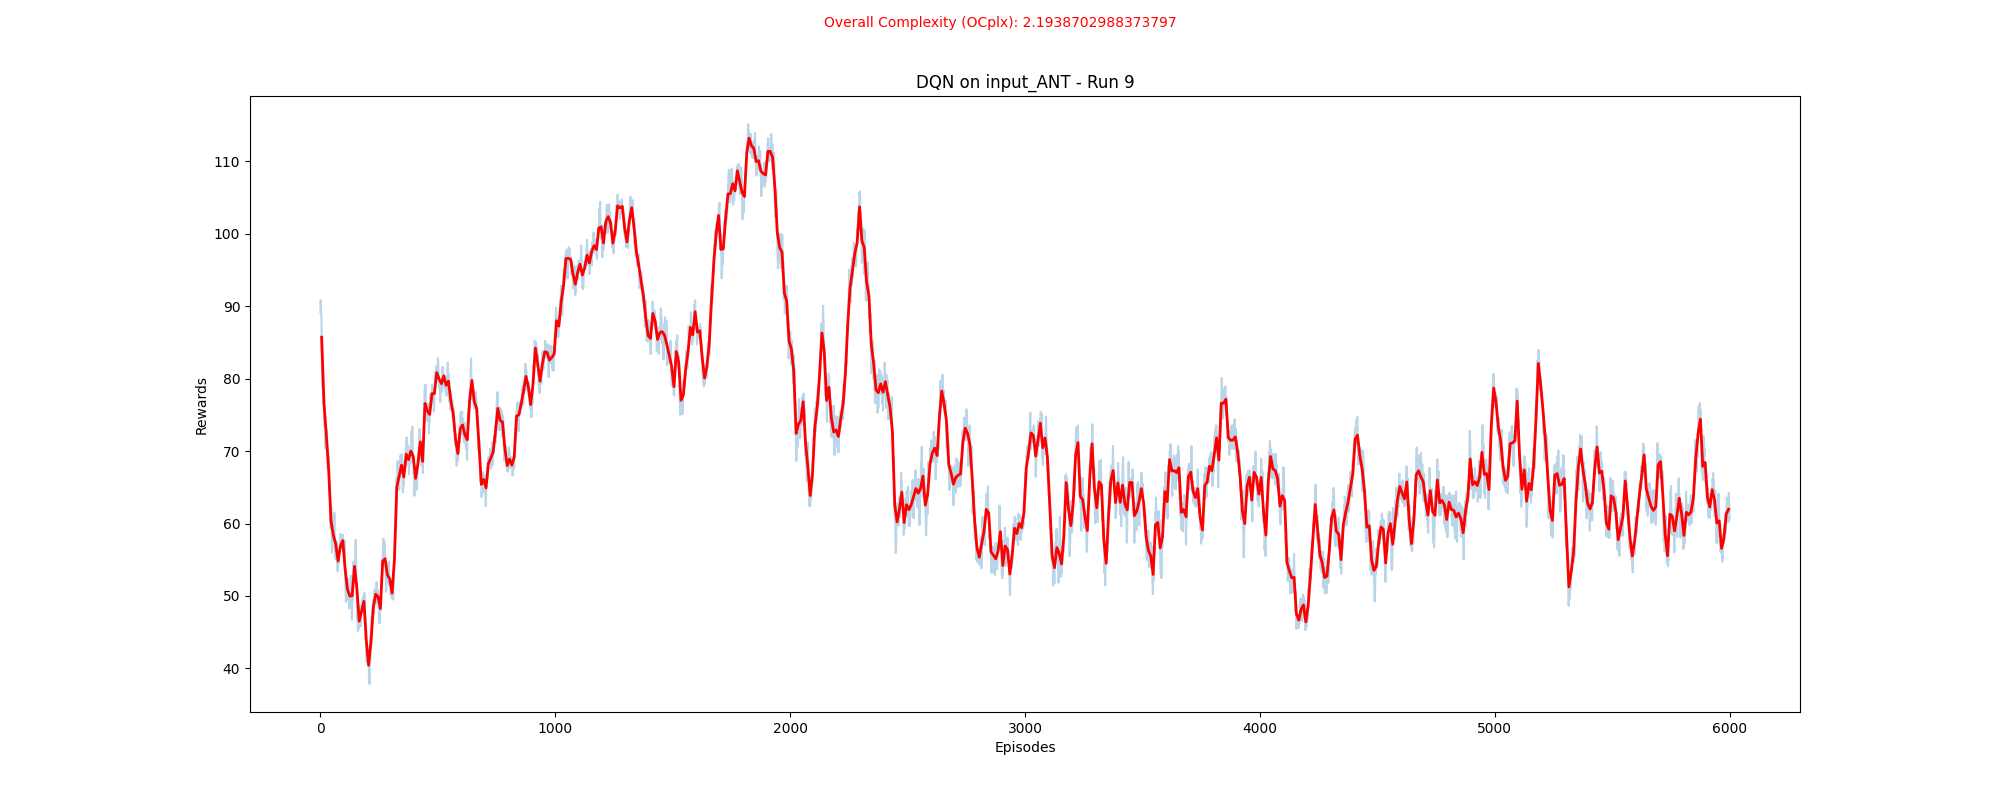 Overall Complexity (OCplx): 2.1938702988373797
DQN on input_ANT - Run 9
110
100
90
80
70
60
50
40
Rewards
0 1000 2000 3000 4000 5000 6000
Episodes